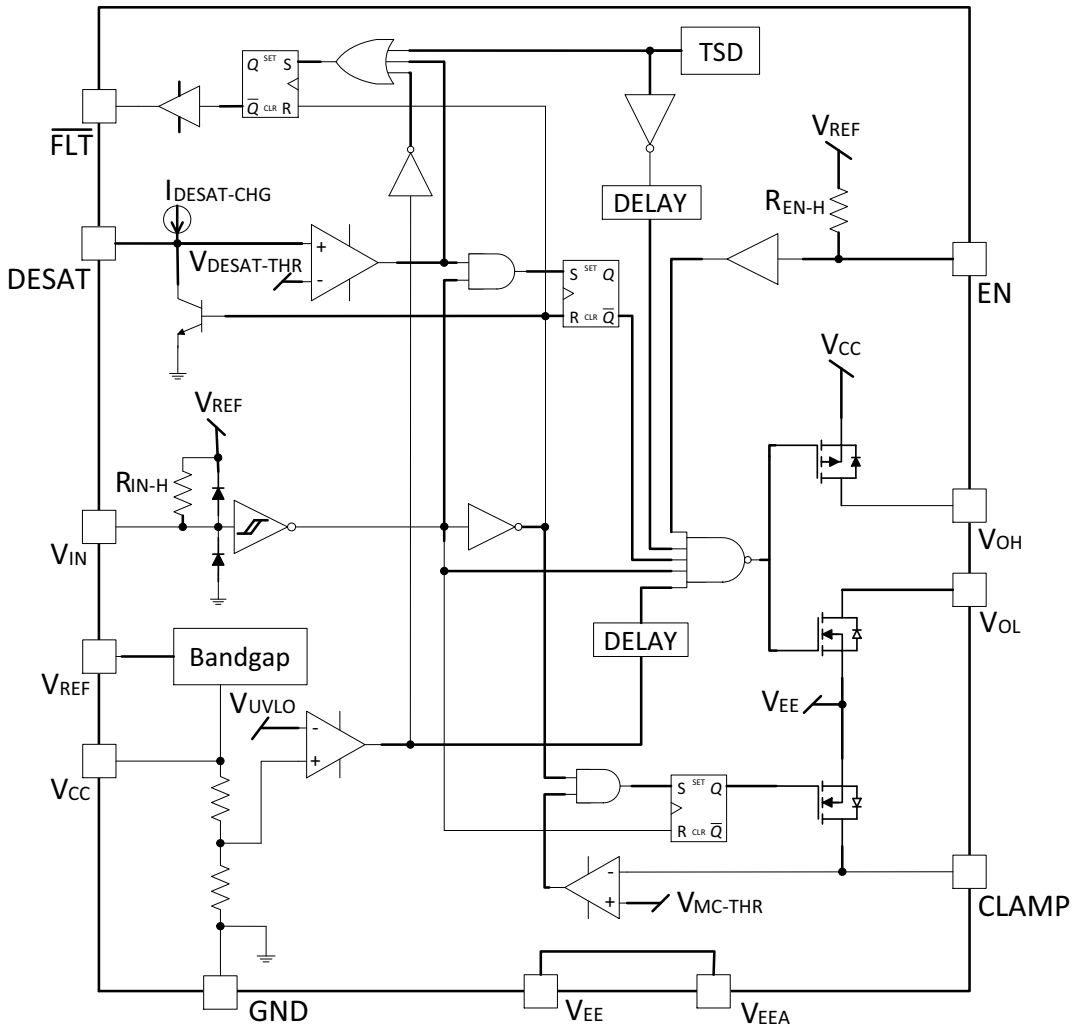 TSD
Q SET S
Q CLR R
FLT
VREF
IDESAT-CHG
DELAY
REN-H
DESAT
VDESAT-THR
+
-
S SET Q
R CLR Q
EN
VCC
VREF
RIN-H
VIN
VOH
DELAY
VOL
Bandgap
VREF
VUVLO
-
+
VEE
VCC
S SET Q
R CLR Q
-
+
VMC-THR
CLAMP
GND
VEE
VEEA